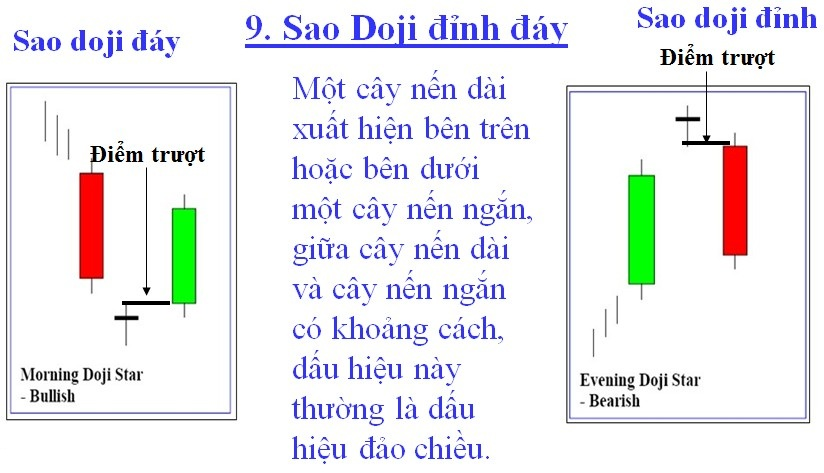 Sao doji đáy
9. Sao Doji đỉnh đáy
Sao doji đỉnh
Điểm trượt
Điểm trượt
Một cây nến dài
xuất hiện bên trên
hoặc bên dưới
một cây nến ngắn,
giữa cây nến dài
và cây nến ngắn
có khoảng cách,
dấu hiệu này
thường là dấu
hiệu đảo chiều.
Morning Doji Star
- Bullish
Evening Doji Star
- Bearish